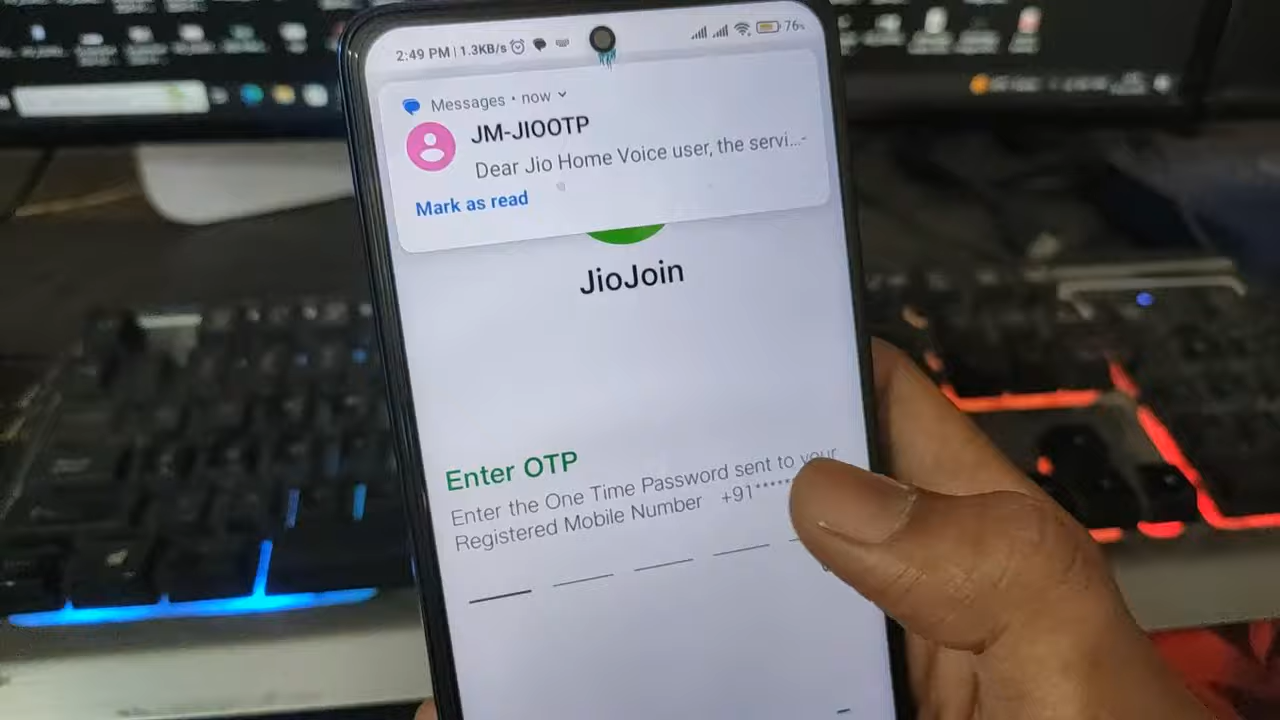 2:49 PM | 1.3KB/s 76%
Messages • now
JM-JIOOTP
Dear Jio Home Voice user, the servi...-
Mark as read
JioJoin
Enter OTP
Enter the One Time Password sent to your
Registered Mobile Number +91*****